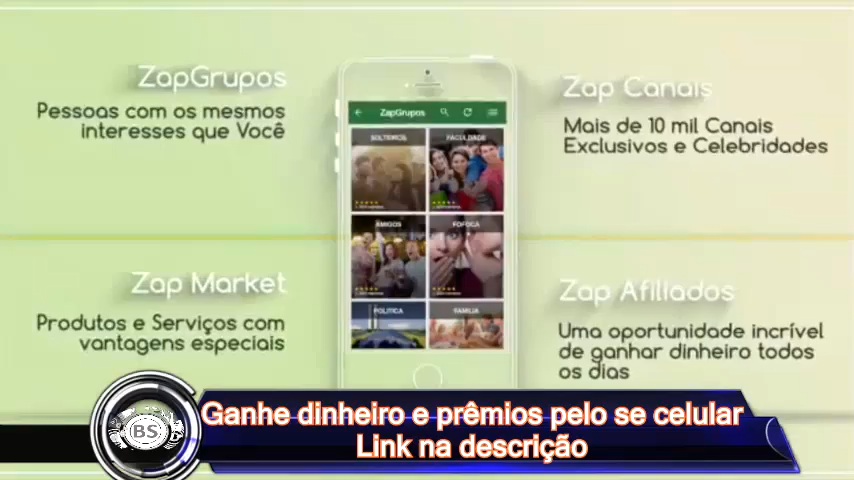 ZapGrupos
Pessoas com os mesmos
interesses que Você
Zap Canais
Mais de 10 mil Canais
Exclusivos e Celebridades
ZapGrupos
SOLTEIROS
FACULDADE
AMIGOS
FOFOCA
POLÍTICA
FAMÍLIA
Zap Market
Produtos e Serviços com
vantagens especiais
Zap Afiliados
Uma oportunidade incrível
de ganhar dinheiro todos
os dias
BS
Ganhe dinheiro e prêmios pelo se celular
Link na descrição